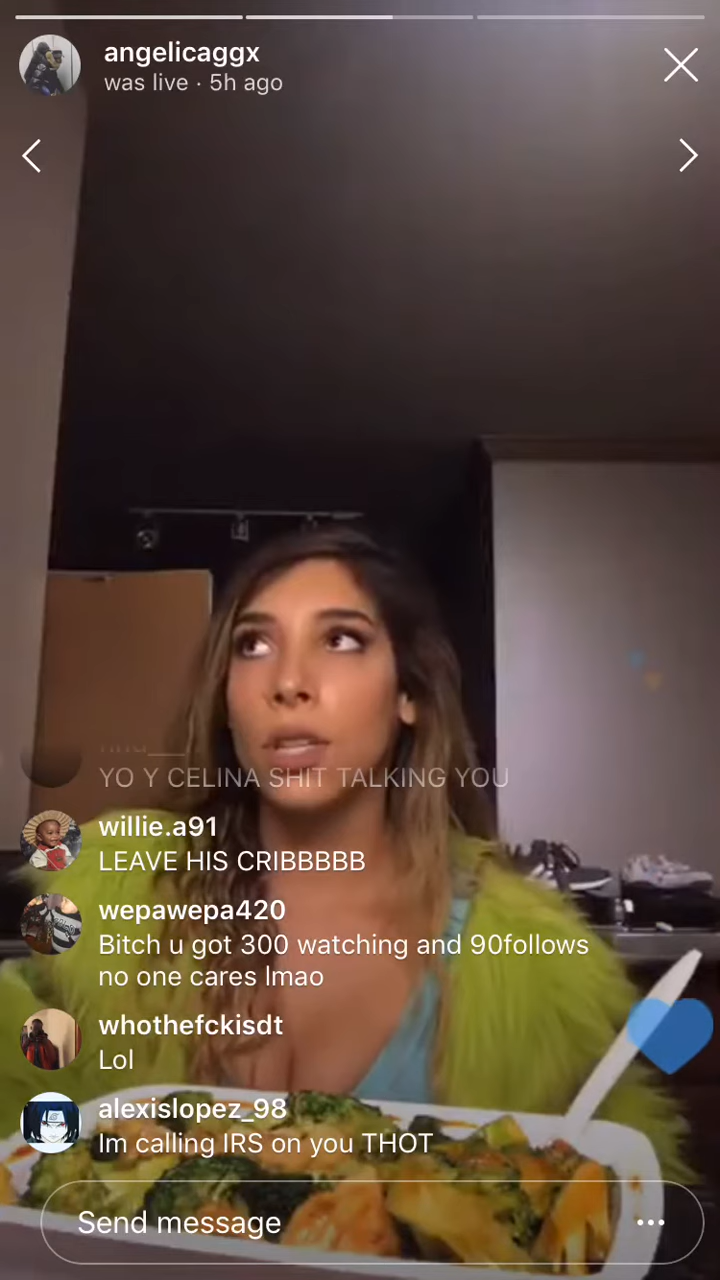 angelicaggx
was live · 5h ago
YO Y CELINA SHIT TALKING YOU
willie.a91
LEAVE HIS CRIBBBBB
wepawepa420
Bitch u got 300 watching and 90follows
no one cares lmao
whothefckisdt
Lol
alexislopez_98
Im calling IRS on you THOT
Send message